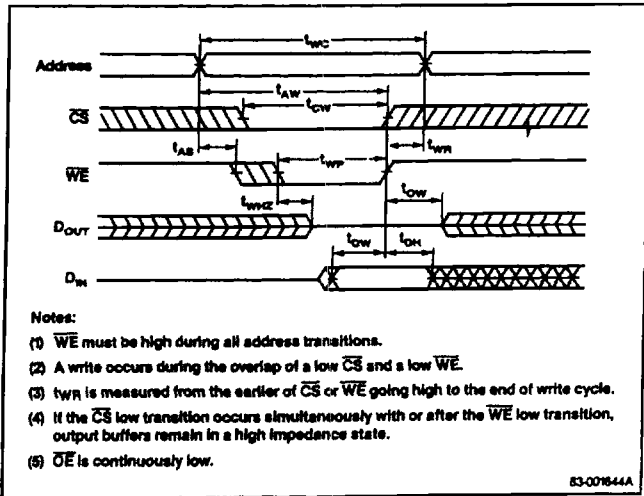 tWC
Address
tAW
tCW
CS
tAS
tWP
tWR
WE
tWHZ
tOW
DOUT
tDW
tDH
DIN
Notes:
(1) WE must be high during all address transitions.
(2) A write occurs during the overlap of a low CS and a low WE.
(3) tWR is measured from the earlier of CS or WE going high to the end of write cycle.
(4) If the CS low transition occurs simultaneously with or after the WE low transition,
output buffers remain in a high impedance state.
(5) OE is continuously low.
83-001644A